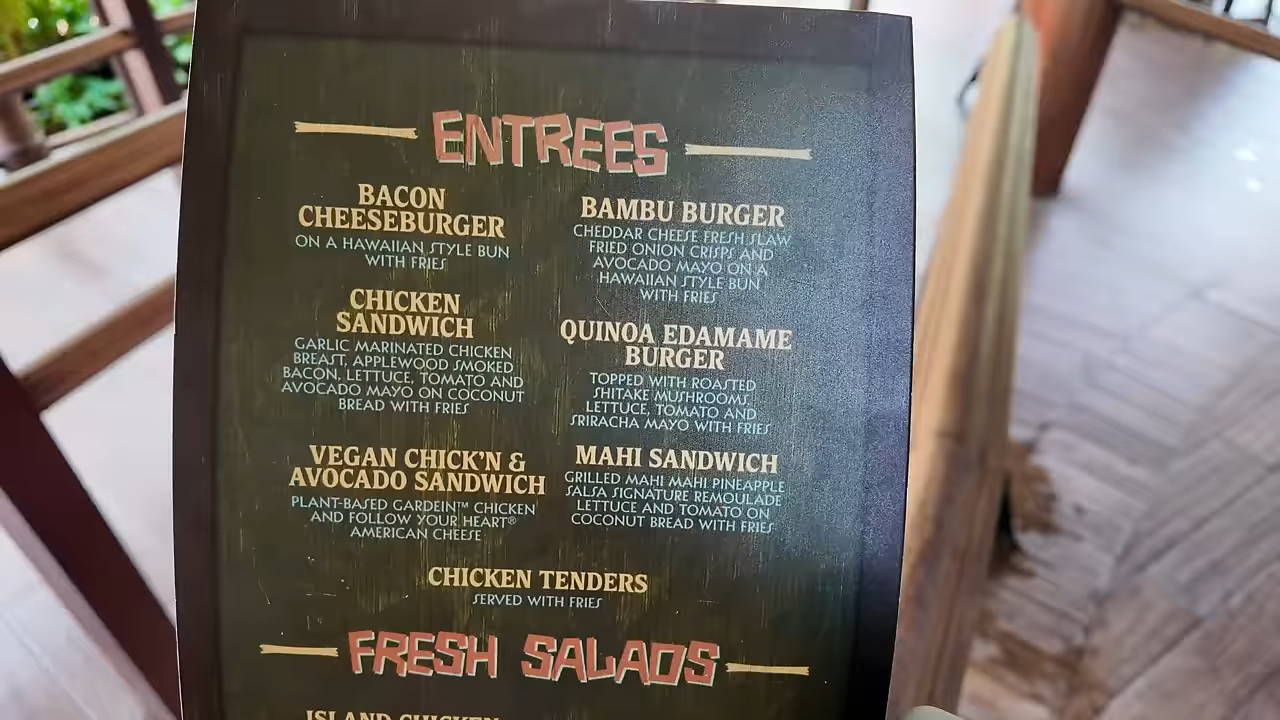 ENTREES
BACON
CHEESEBURGER
ON A HAWAIIAN STYLE BUN
WITH FRIES
BAMBU BURGER
CHEDDAR CHEESE FRESH SLAW
FRIED ONION CRISPS AND
AVOCADO MAYO ON A
HAWAIIAN STYLE BUN
WITH FRIES
CHICKEN
SANDWICH
GARLIC MARINATED CHICKEN
BREAST, APPLEWOOD SMOKED
BACON, LETTUCE, TOMATO AND
AVOCADO MAYO ON COCONUT
BREAD WITH FRIES
QUINOA EDAMAME
BURGER
TOPPED WITH ROASTED
SHITAKE MUSHROOMS
LETTUCE, TOMATO AND
SRIRACHA MAYO WITH FRIES
VEGAN CHICK'N &
AVOCADO SANDWICH
PLANT-BASED GARDEIN™ CHICKEN
AND FOLLOW YOUR HEART®
AMERICAN CHEESE
MAHI SANDWICH
GRILLED MAHI MAHI PINEAPPLE
SALSA SIGNATURE REMOULADE
LETTUCE AND TOMATO ON
COCONUT BREAD WITH FRIES
CHICKEN TENDERS
SERVED WITH FRIES
FRESH SALADS
ISLAND CHICKEN